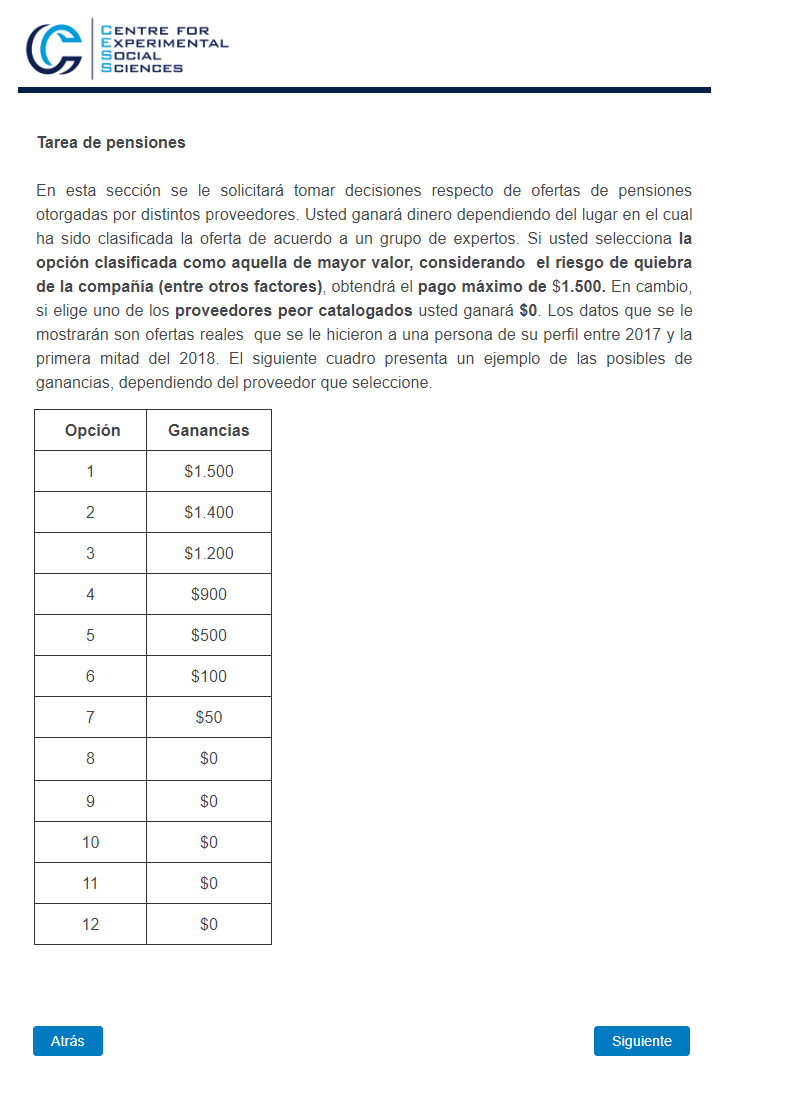 CENTRE FOR
EXPERIMENTAL
SOCIAL
SCIENCES
Tarea de pensiones
En esta sección se le solicitará tomar decisiones respecto de ofertas de pensiones
otorgadas por distintos proveedores. Usted ganará dinero dependiendo del lugar en el cual
ha sido clasificada la oferta de acuerdo a un grupo de expertos. Si usted selecciona la
opción clasificada como aquella de mayor valor, considerando el riesgo de quiebra
de la compañía (entre otros factores), obtendrá el pago máximo de $1.500. En cambio,
si elige uno de los proveedores peor catalogados usted ganará $0. Los datos que se le
mostrarán son ofertas reales que se le hicieron a una persona de su perfil entre 2017 y la
primera mitad del 2018. El siguiente cuadro presenta un ejemplo de las posibles de
ganancias, dependiendo del proveedor que seleccione.
Opción Ganancias
1 $1.500
2 $1.400
3 $1.200
4 $900
5 $500
6 $100
7 $50
8 $0
9 $0
10 $0
11 $0
12 $0
Atrás Siguiente